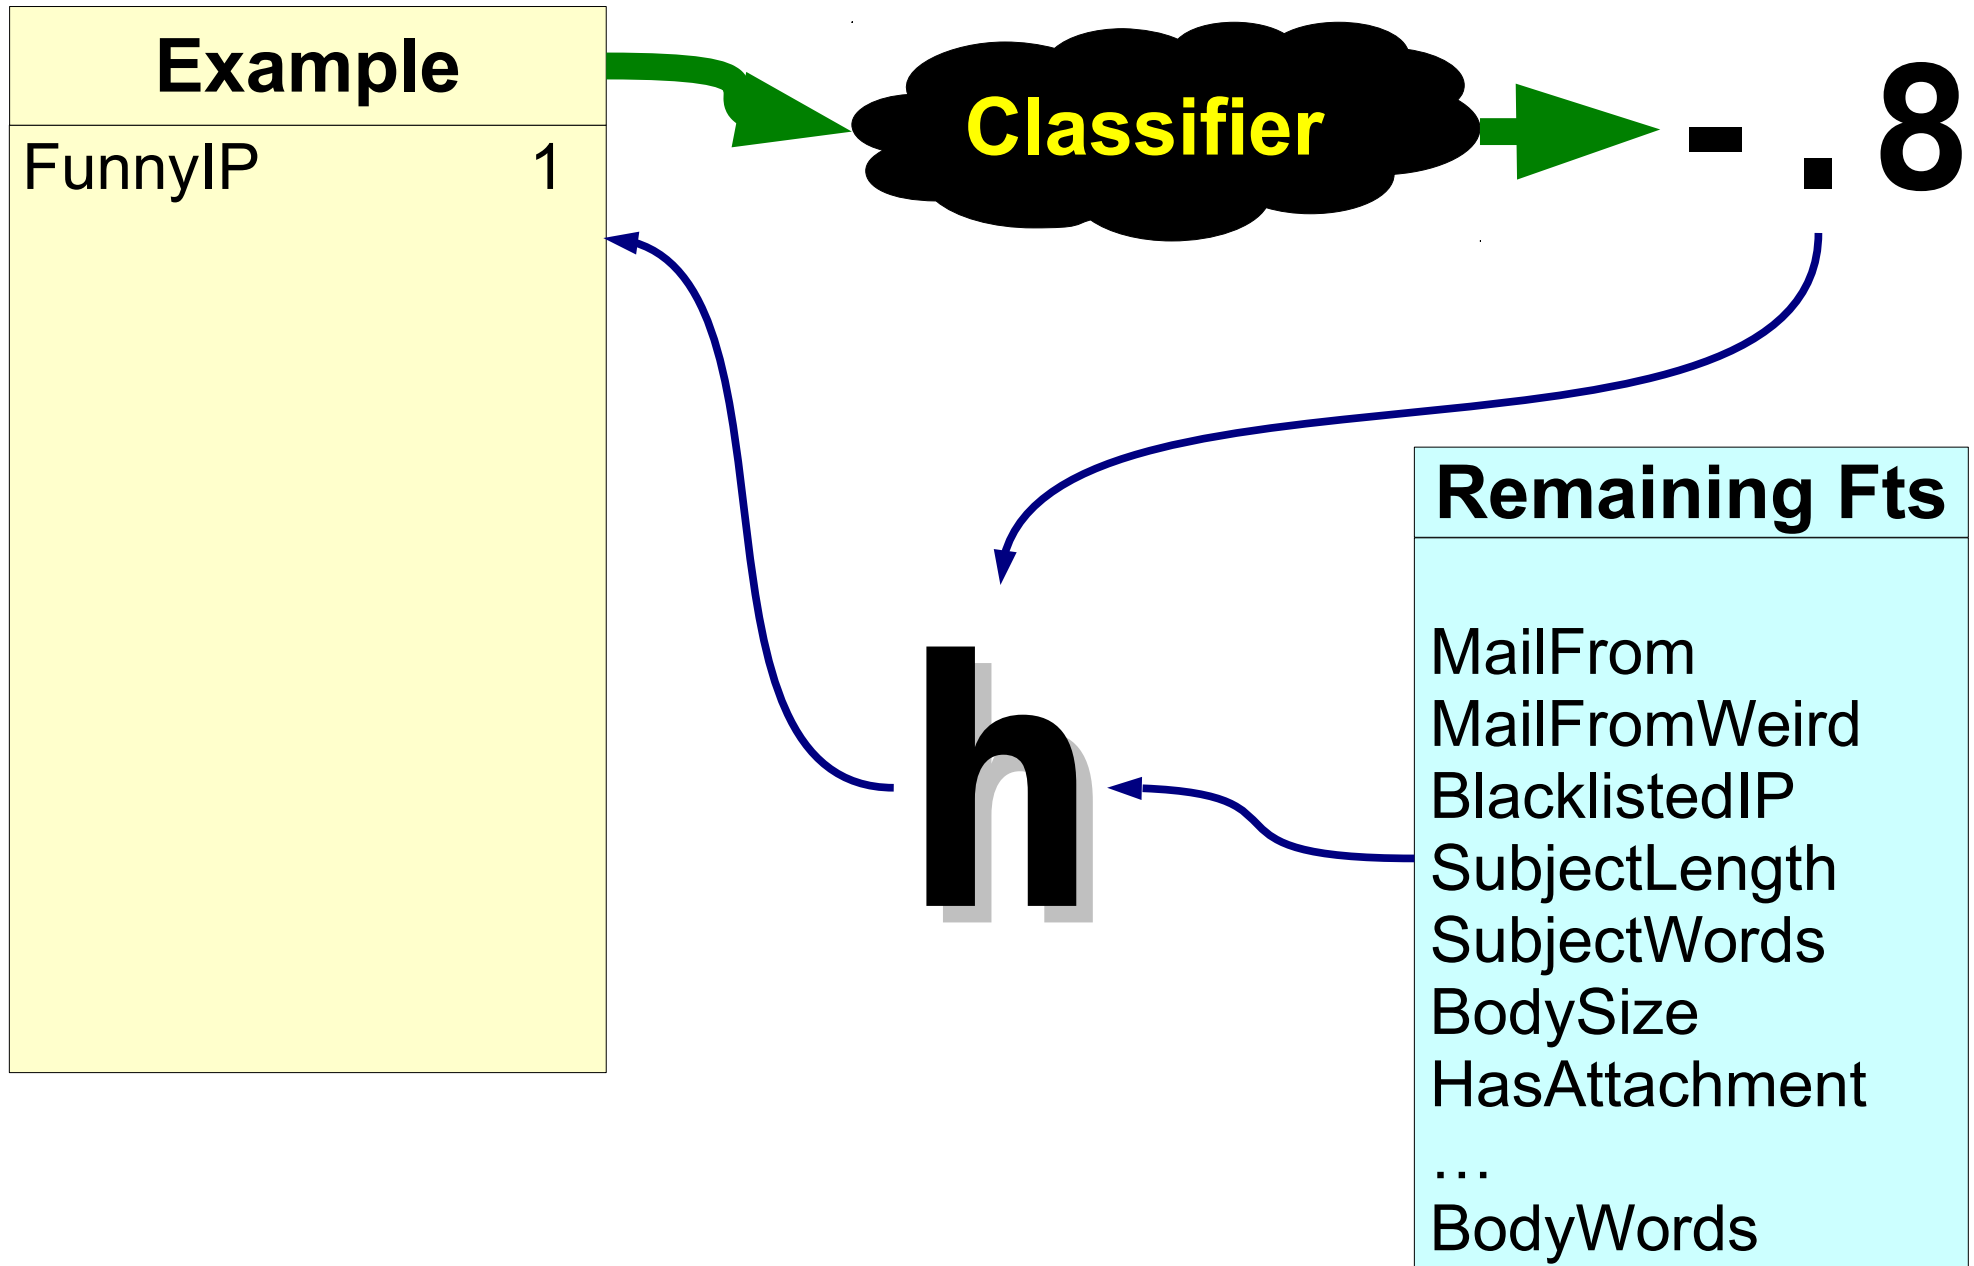 Example
FunnyIP 1
Classifier
-.8
h
Remaining Fts
MailFrom
MailFromWeird
BlacklistedIP
SubjectLength
SubjectWords
BodySize
HasAttachment
…
BodyWords